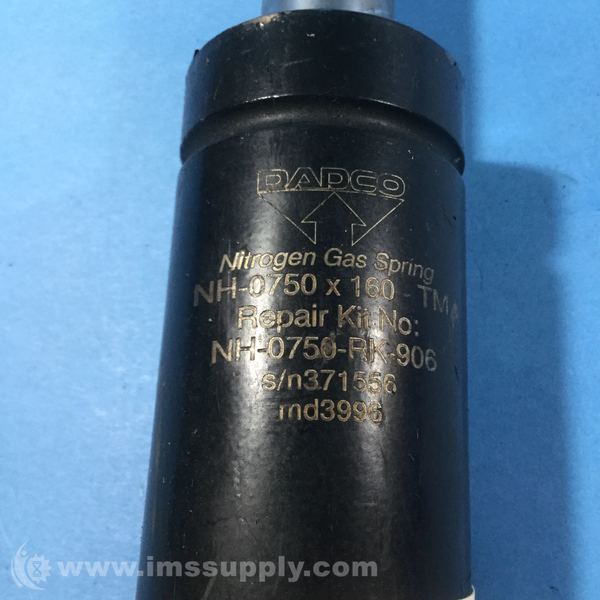 DADCO
Nitrogen Gas Spring
NH-0750 x 160 - TMA
Repair Kit No:
NH-0750-RK-906
s/n371556
md3996
www.imssupply.com